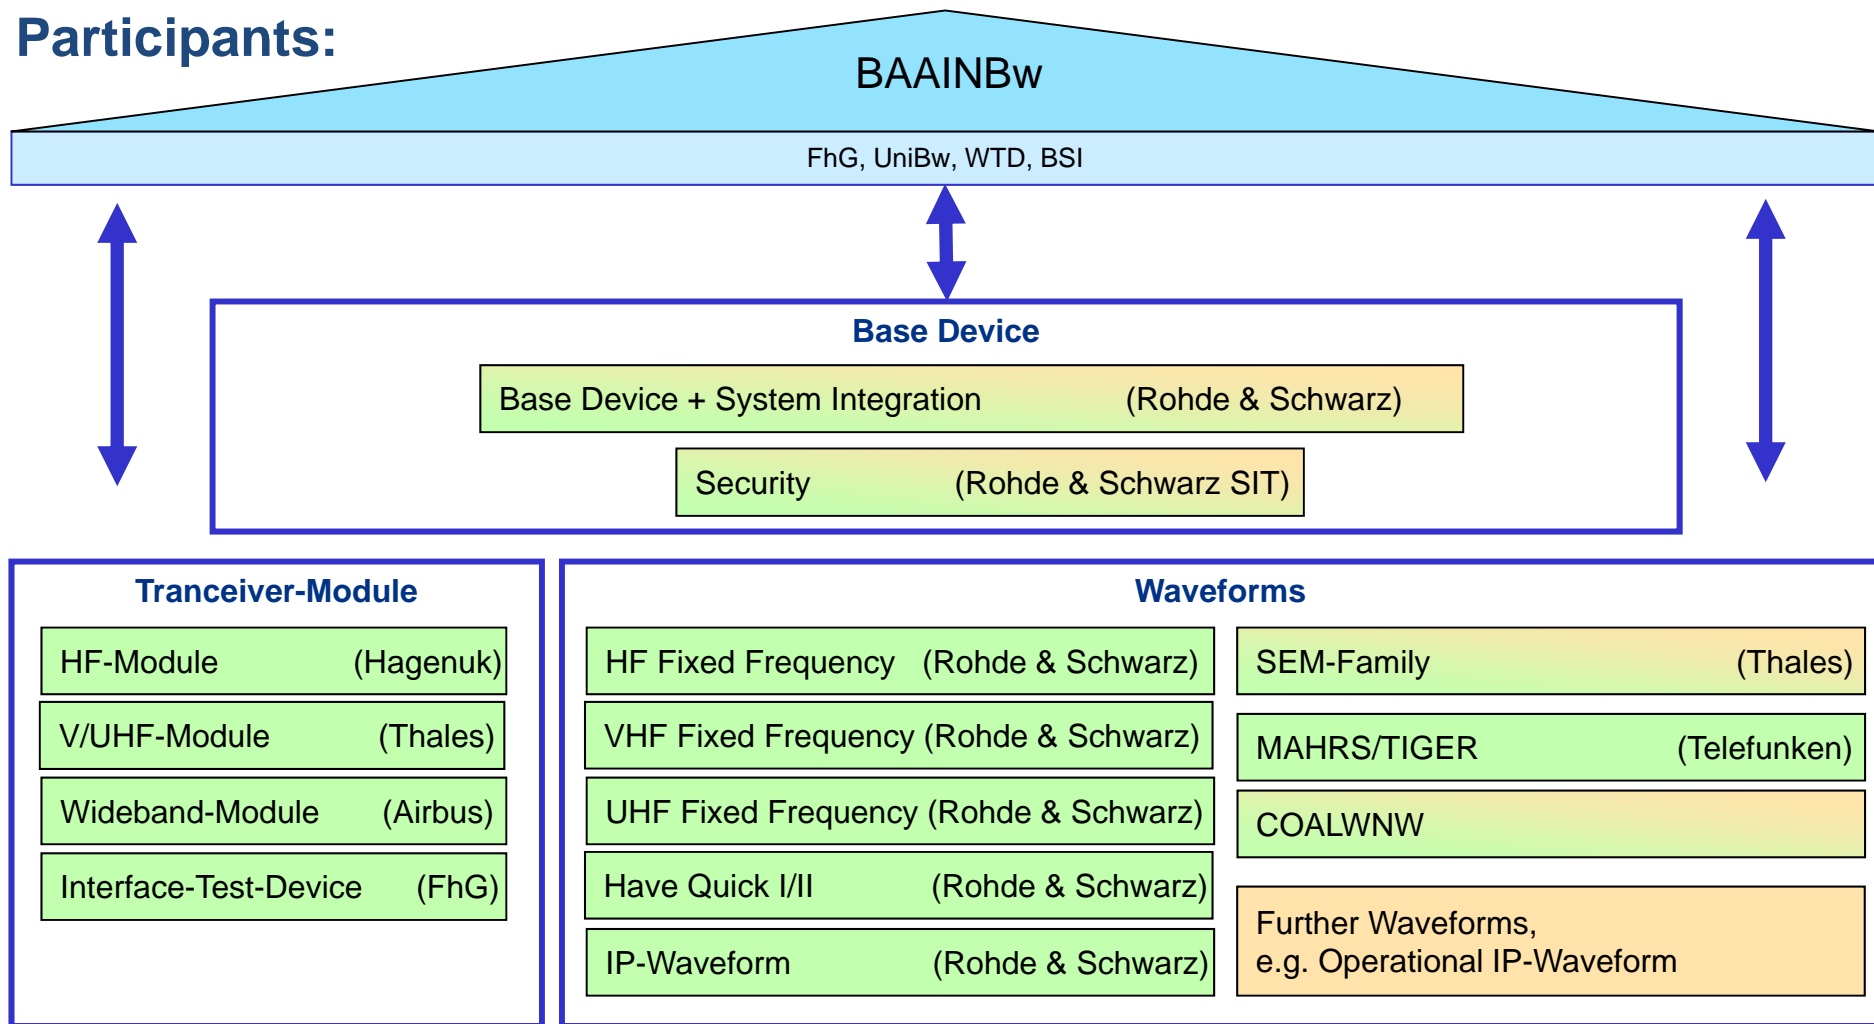 Participants:
BAAINBw
FhG, UniBw, WTD, BSI
Base Device
Base Device + System Integration (Rohde & Schwarz)
Security (Rohde & Schwarz SIT)
Tranceiver-Module
HF-Module (Hagenuk)
V/UHF-Module (Thales)
Wideband-Module (Airbus)
Interface-Test-Device (FhG)
Waveforms
HF Fixed Frequency (Rohde & Schwarz)
VHF Fixed Frequency (Rohde & Schwarz)
UHF Fixed Frequency (Rohde & Schwarz)
Have Quick I/II (Rohde & Schwarz)
IP-Waveform (Rohde & Schwarz)
SEM-Family (Thales)
MAHRS/TIGER (Telefunken)
COALWNW
Further Waveforms,
e.g. Operational IP-Waveform